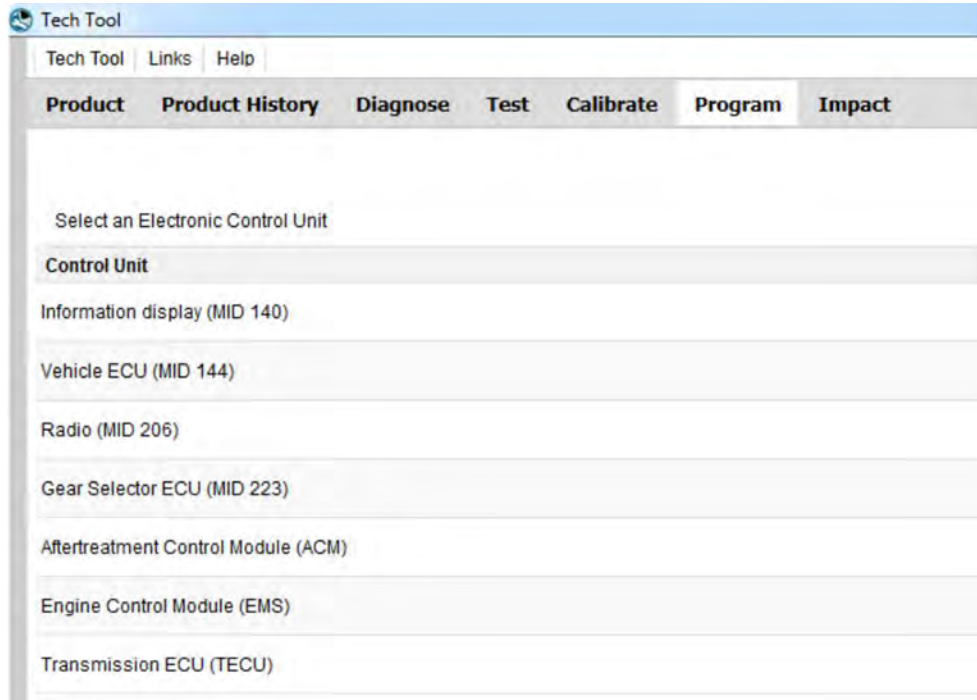 Tech Tool
Tech Tool Links Help
Product Product History Diagnose Test Calibrate Program Impact
Select an Electronic Control Unit
Control Unit
Information display (MID 140)
Vehicle ECU (MID 144)
Radio (MID 206)
Gear Selector ECU (MID 223)
Aftertreatment Control Module (ACM)
Engine Control Module (EMS)
Transmission ECU (TECU)